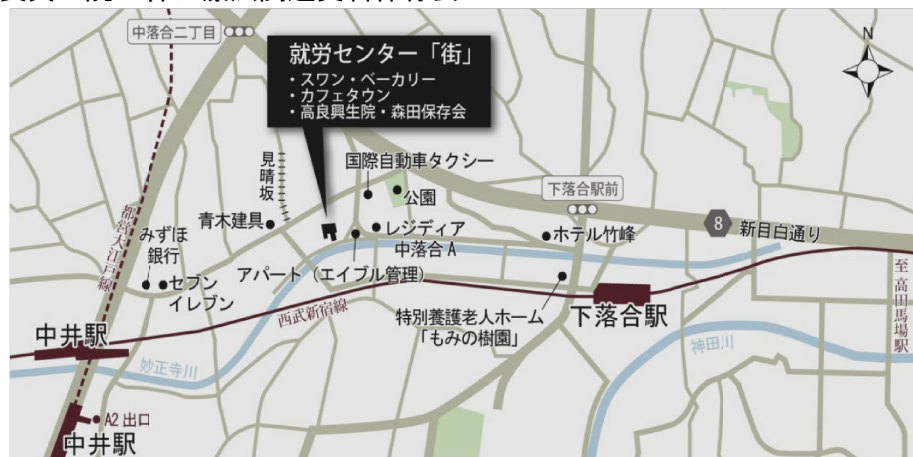 中落合二丁目
就労センター「街」
・スワン・ベーカリー
・カフェタウン
・高良興生院・森田保存会
N
見晴坂
国際自動車タクシー
公園
下落合駅前
青木建具
レジディア
中落合 A
ホテル竹峰
8
新目白通り
都営大江戸線
みずほ
銀行
セブン
イレブン
アパート（エイブル管理）
西武新宿線
特別養護老人ホーム
「もみの樹園」
下落合駅
至 高田馬場駅
中井駅
妙正寺川
神田川
A2 出口
中井駅